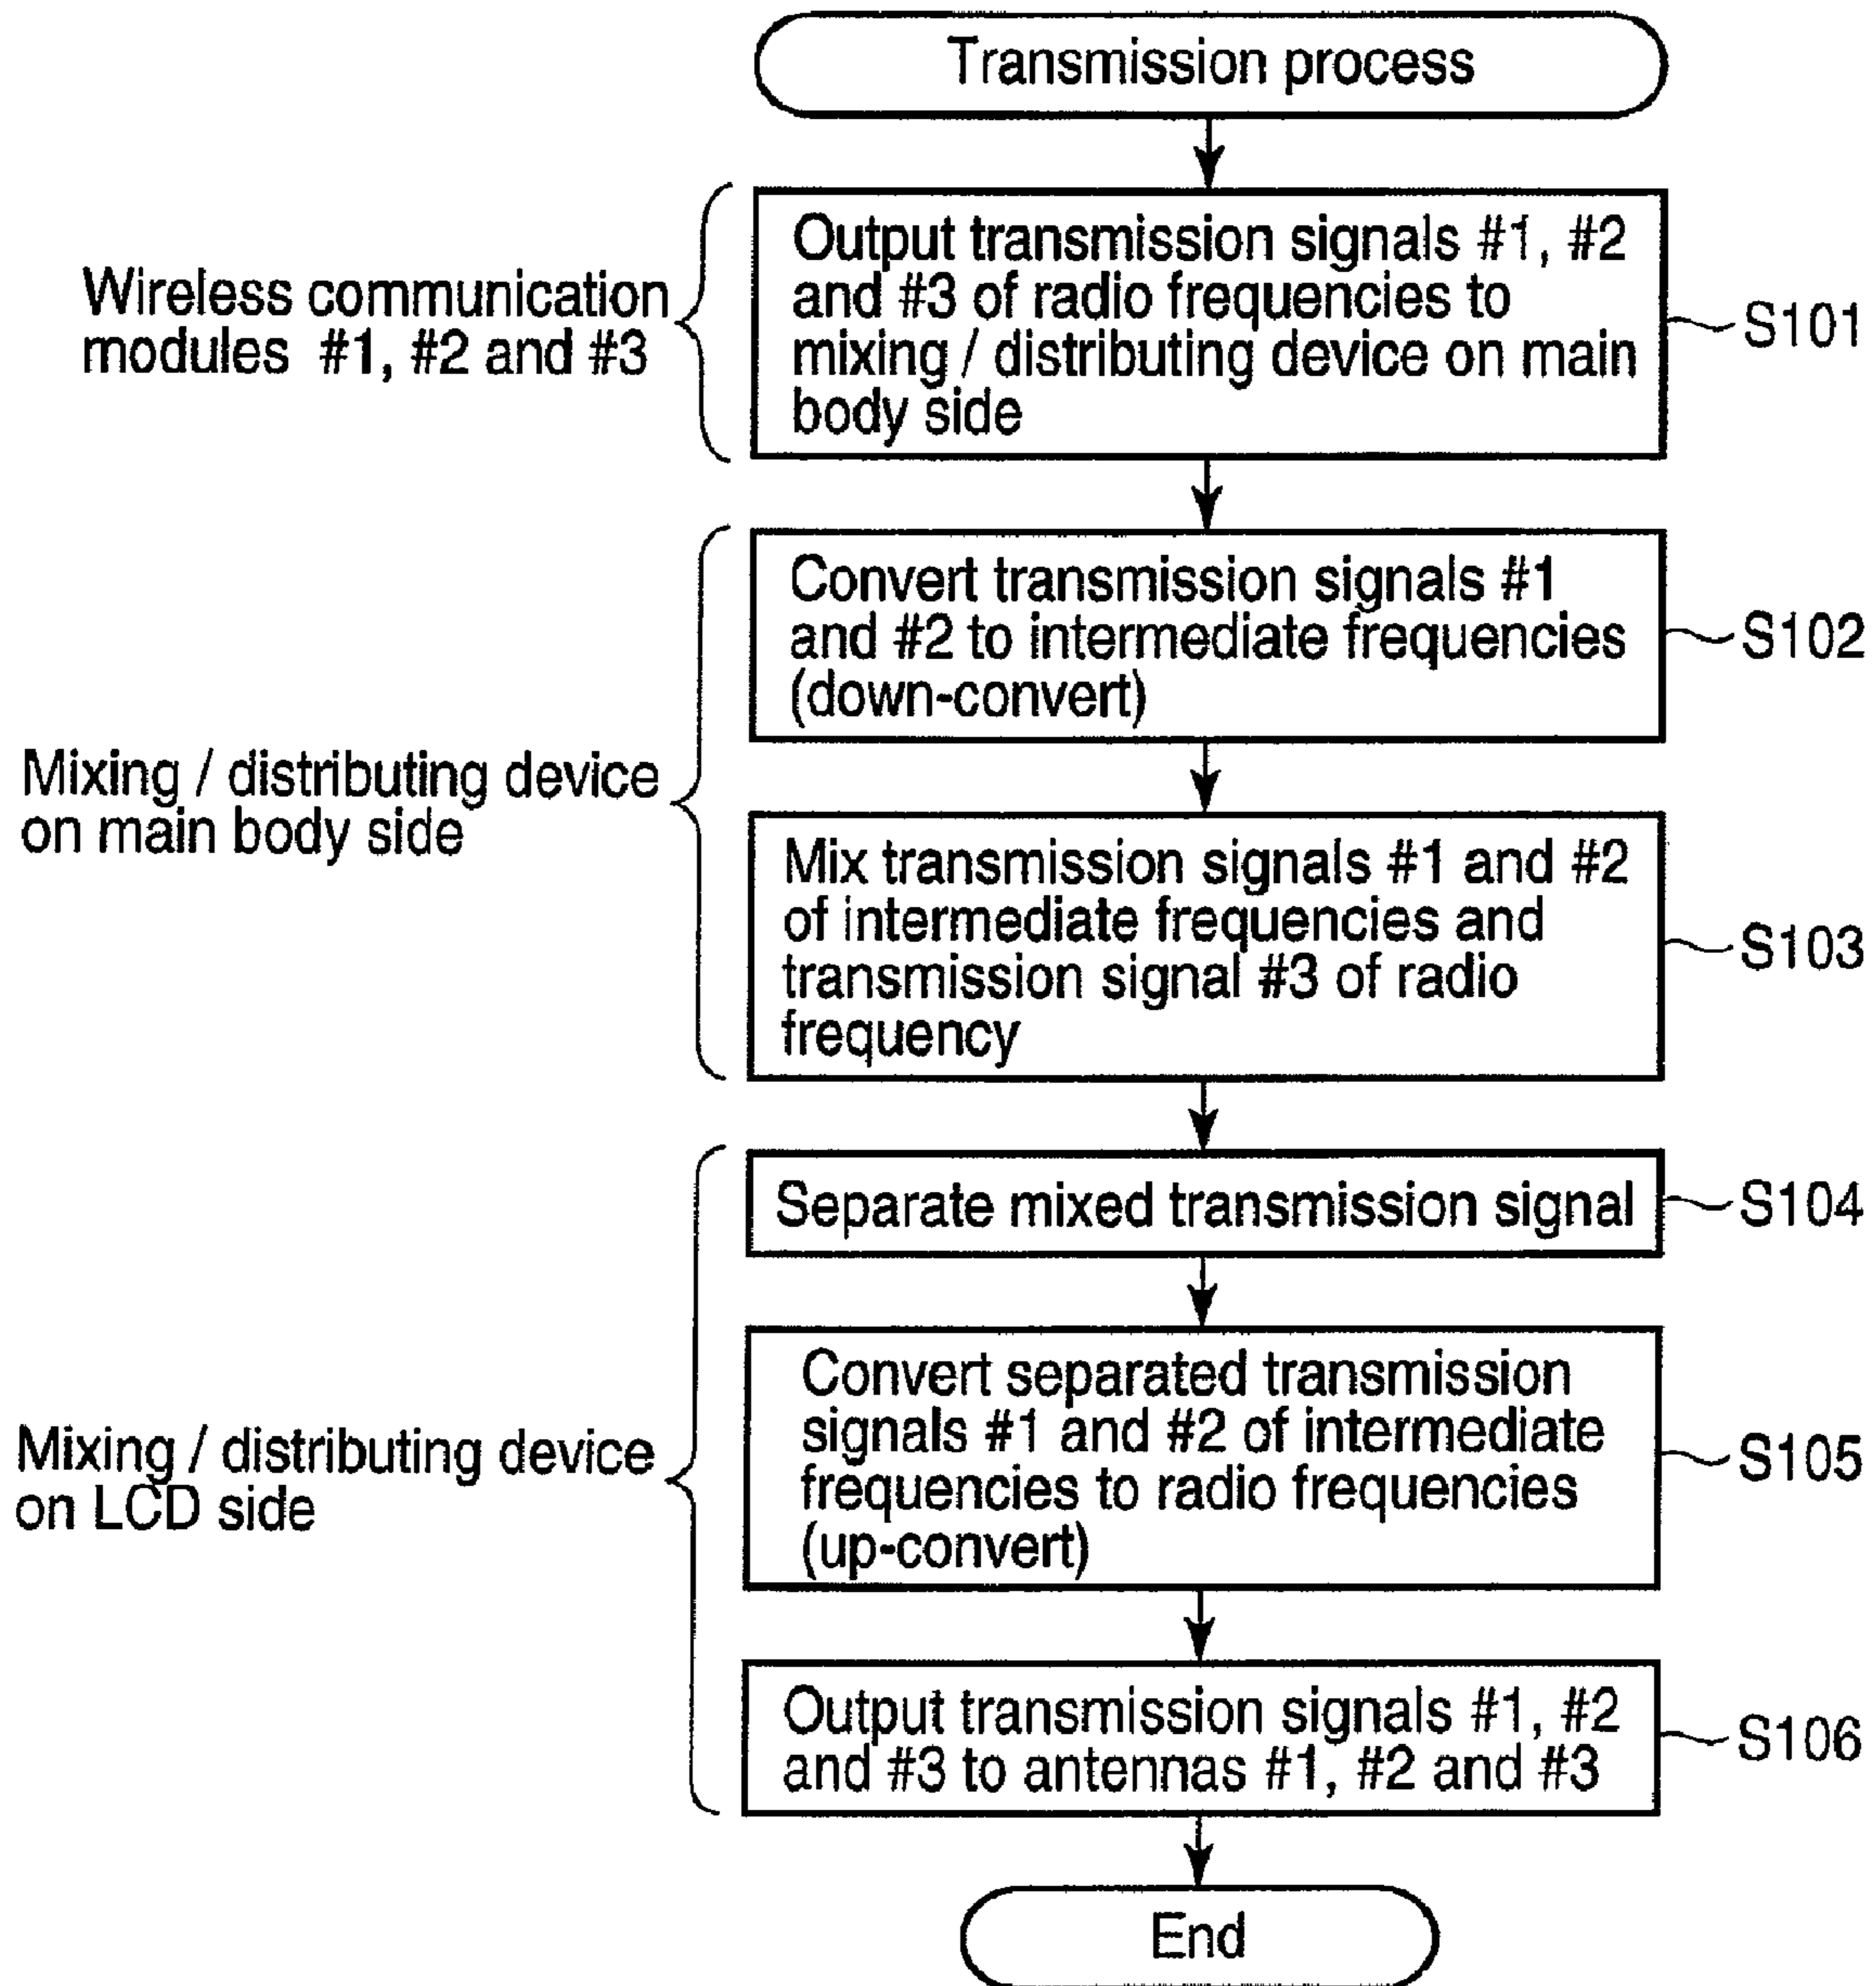 Transmission process
Wireless communication
modules #1, #2 and #3
Output transmission signals #1, #2
and #3 of radio frequencies to
mixing / distributing device on main
body side
S101
Mixing / distributing device
on main body side
Convert transmission signals #1
and #2 to intermediate frequencies
(down-convert)
S102
Mix transmission signals #1 and #2
of intermediate frequencies and
transmission signal #3 of radio
frequency
S103
Mixing / distributing device
on LCD side
Separate mixed transmission signal
S104
Convert separated transmission
signals #1 and #2 of intermediate
frequencies to radio frequencies
(up-convert)
S105
Output transmission signals #1, #2
and #3 to antennas #1, #2 and #3
S106
End